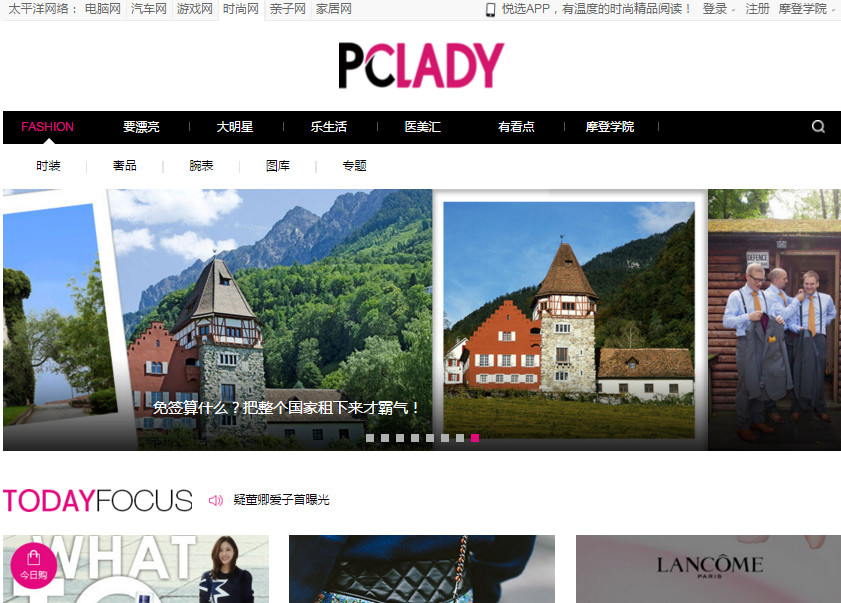 太平洋网络： 电脑网 汽车网 游戏网 时尚网 亲子网 家居网 悦选APP，有温度的时尚精品阅读！ 登录 注册 摩登学院
PCLADY
FASHION 要漂亮 大明星 乐生活 医美汇 有看点 摩登学院
时装 奢品 腕表 图库 专题
DEFENCE
免签算什么？把整个国家租下来才霸气！
TODAYFOCUS 疑董卿爱子首曝光
WHAT
TO
今日购
LANCÔME
PARIS